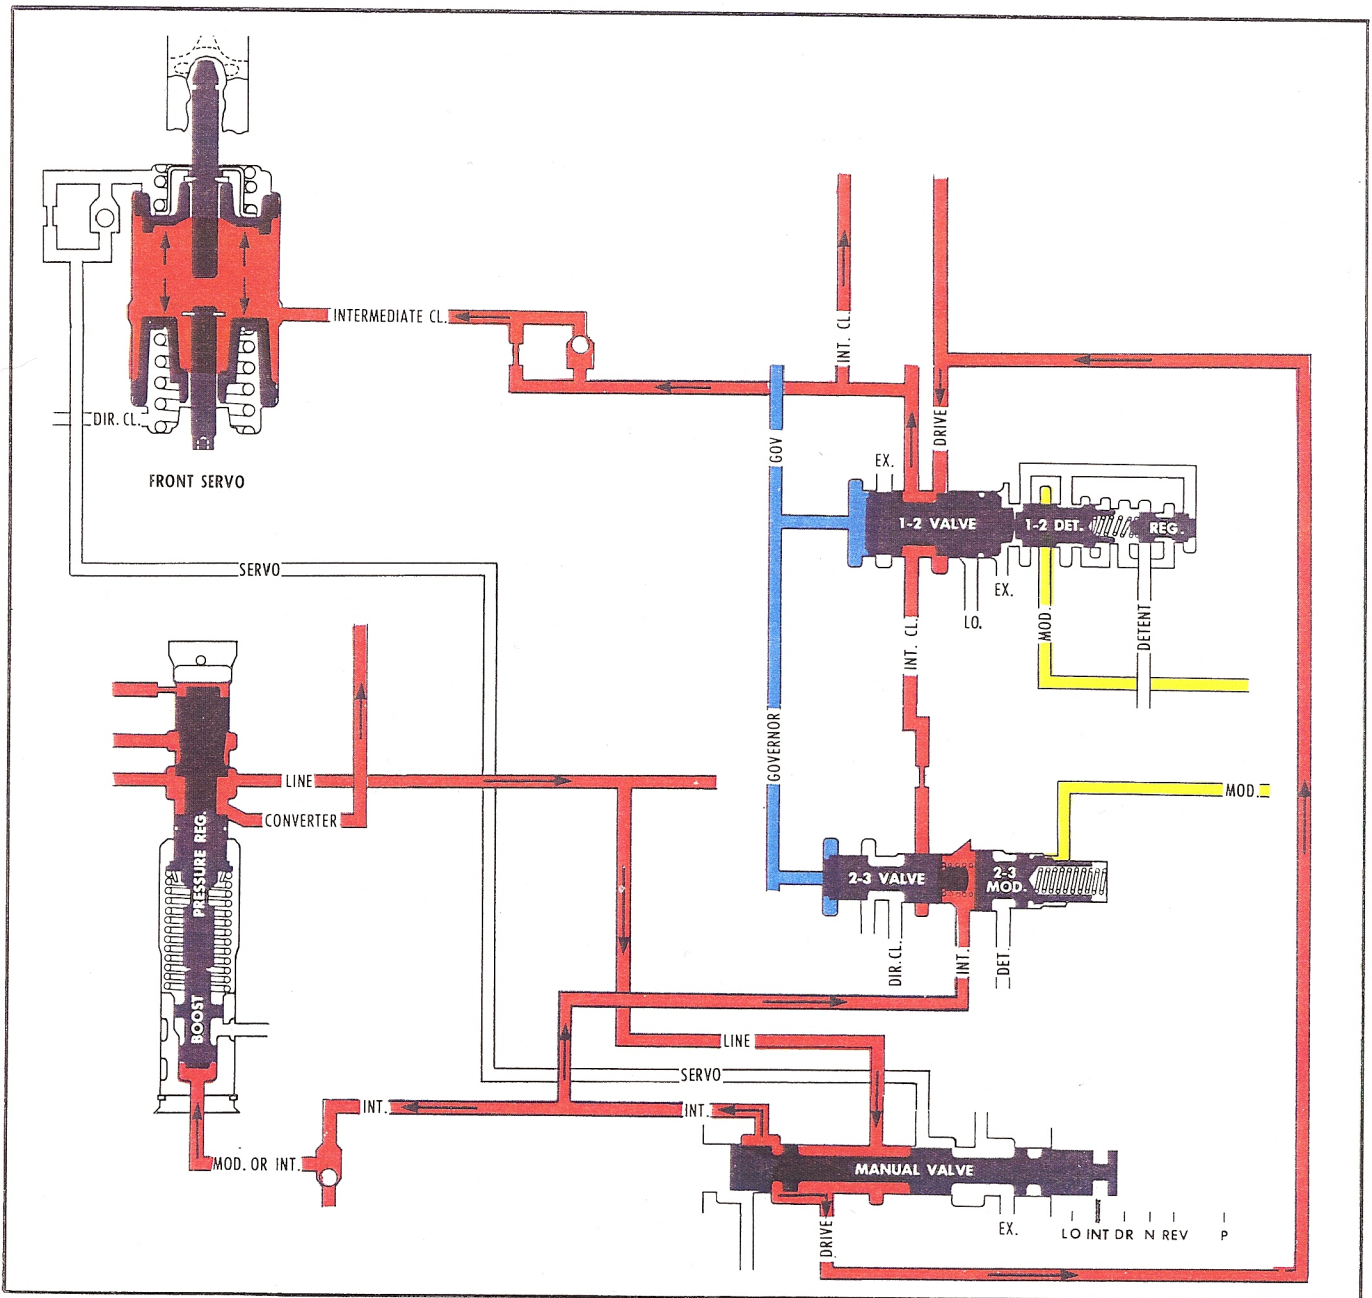 INTERMEDIATE CL.
INT. CL.
DIR. CL.
FRONT SERVO
GOV
DRIVE
EX.
1-2 VALVE
1-2 DET.
REG.
SERVO
EX.
LO.
INT. CL.
MOD.
DETENT
GOVERNOR
LINE
CONVERTER
MOD.
PRESSURE REG.
2-3 VALVE
2-3
MOD.
DIR.CL.
INT.
DET.
BOOST
LINE
SERVO
INT.
INT.
MOD. OR INT.
MANUAL VALVE
DRIVE
EX.
LO INT DR N REV P